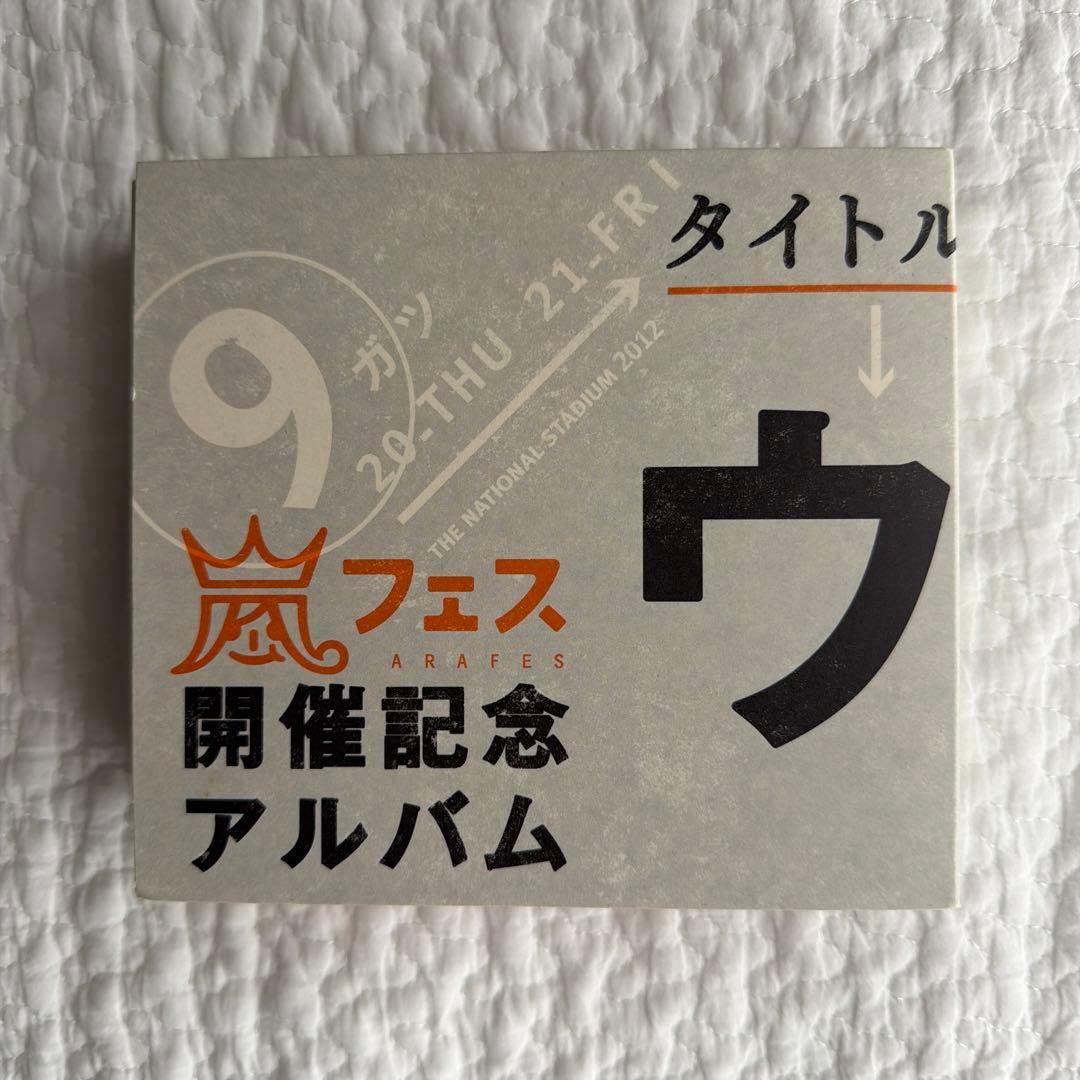 タイトル
ウ
9
ガツ
20-THU 21-FRI
THE NATIONAL STADIUM 2012
嵐フェス
ARAFES
開催記念
アルバム